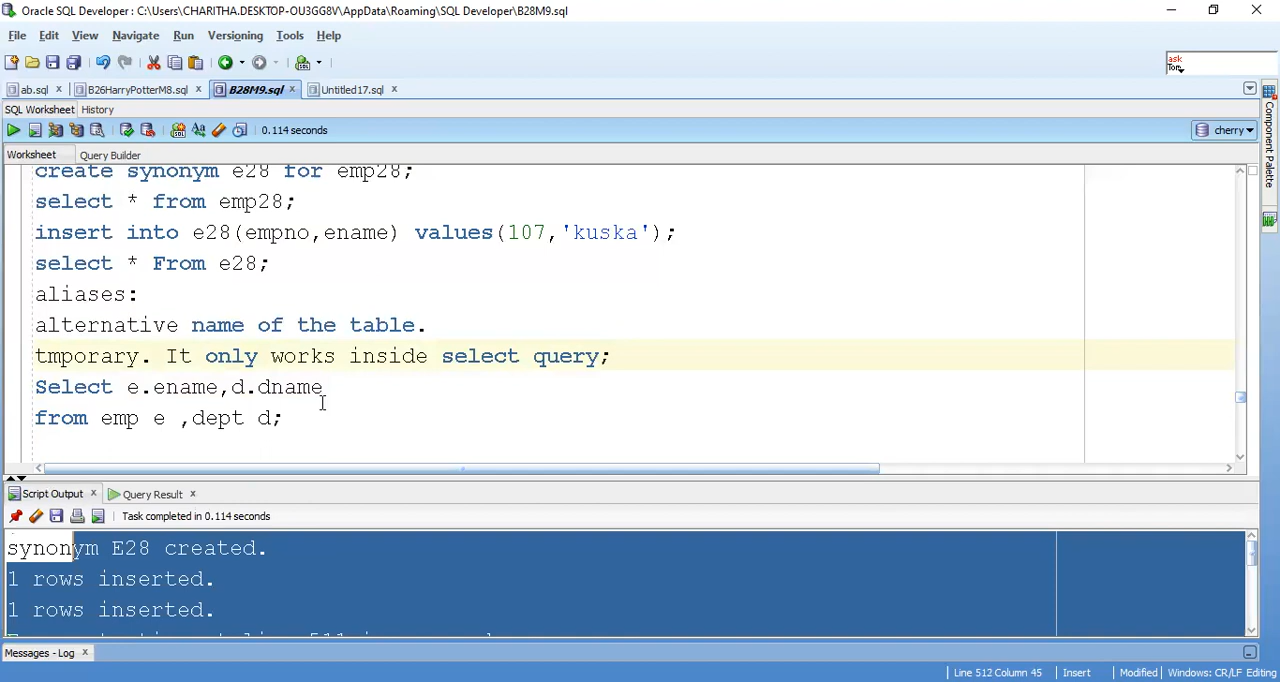 Oracle SQL Developer : C:\Users\CHARITHA.DESKTOP-OU3GG8V\AppData\Roaming\SQL Developer\B28M9.sql
File Edit View Navigate Run Versioning Tools Help
ask
Tom
ab.sql B26HarryPotterM8.sql B28M9.sql Untitled17.sql
SQL Worksheet History
0.114 seconds
cherry
Worksheet Query Builder
Component Palette
create synonym e28 for emp28;
select * from emp28;
insert into e28(empno,ename) values(107,'kuska');
select * From e28;
aliases:
alternative name of the table.
tmporary. It only works inside select query;
Select e.ename,d.dname
from emp e ,dept d;
Script Output Query Result
Task completed in 0.114 seconds
synonym E28 created.
1 rows inserted.
1 rows inserted.
Messages - Log
Line 512 Column 45 Insert Modified Windows: CR/LF Editing